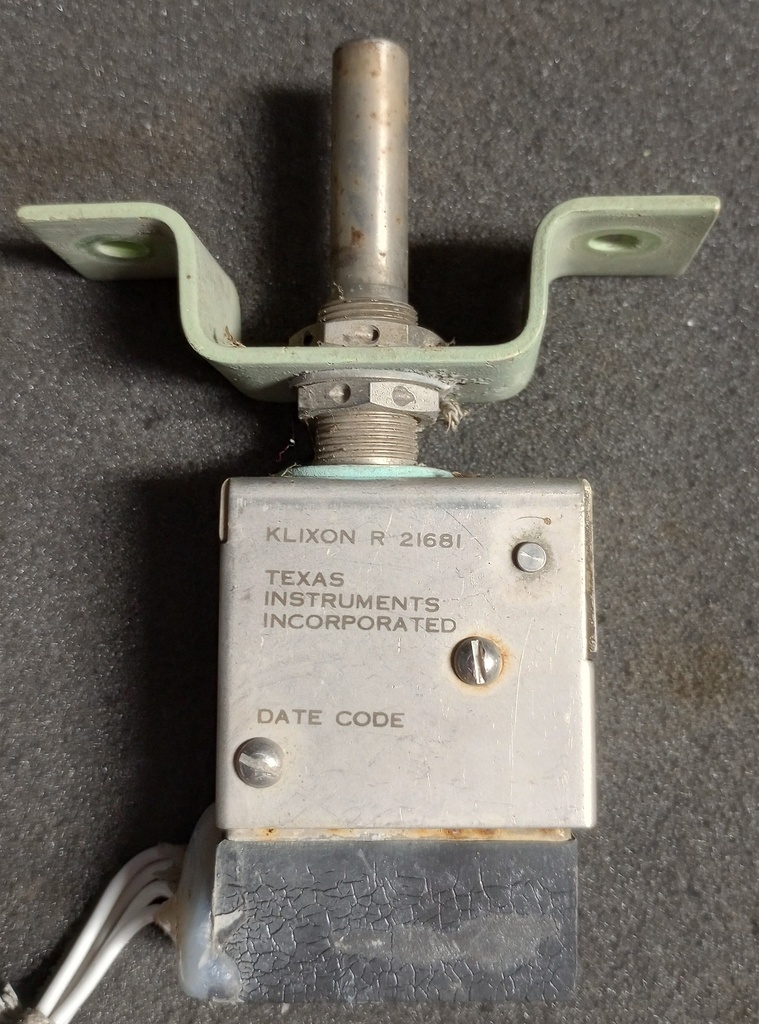 KLIXON R 21681
TEXAS
INSTRUMENTS
INCORPORATED
DATE CODE